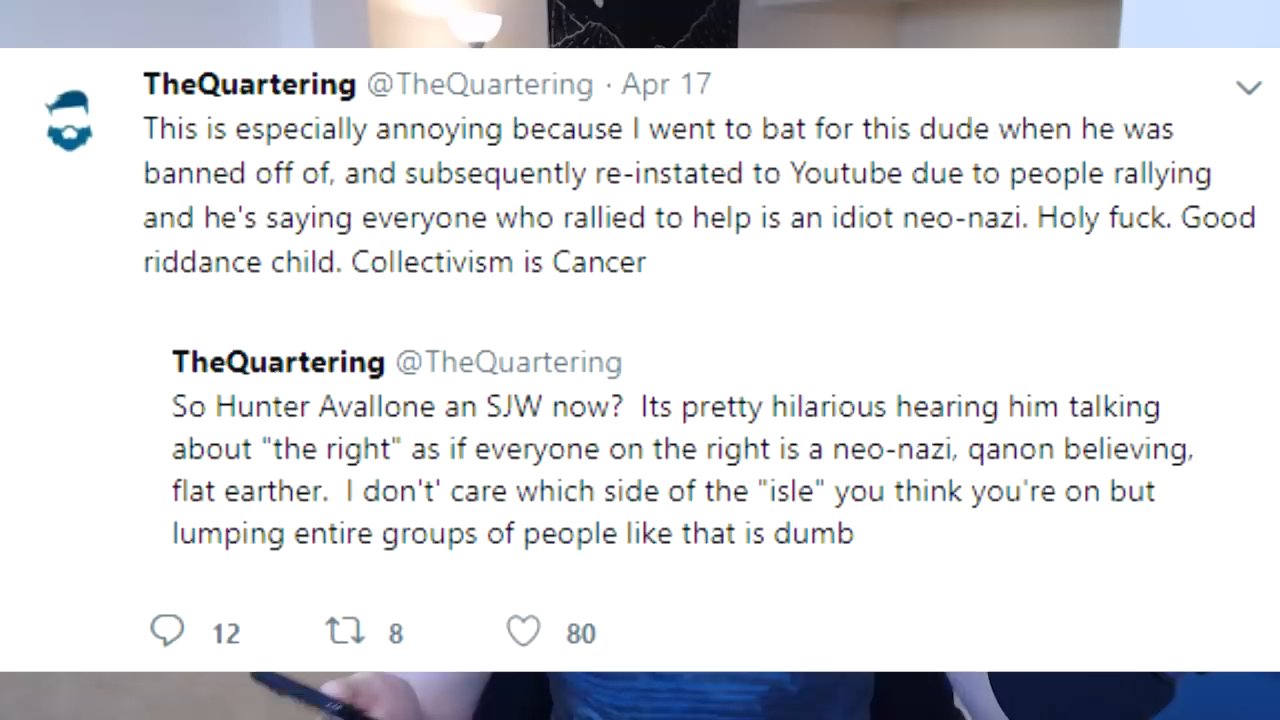 TheQuartering @TheQuartering · Apr 17
This is especially annoying because I went to bat for this dude when he was
banned off of, and subsequently re-instated to Youtube due to people rallying
and he's saying everyone who rallied to help is an idiot neo-nazi. Holy fuck. Good
riddance child. Collectivism is Cancer
TheQuartering @TheQuartering
So Hunter Avallone an SJW now?  Its pretty hilarious hearing him talking
about "the right" as if everyone on the right is a neo-nazi, qanon believing,
flat earther.  I don't' care which side of the "isle" you think you're on but
lumping entire groups of people like that is dumb
12 8 80